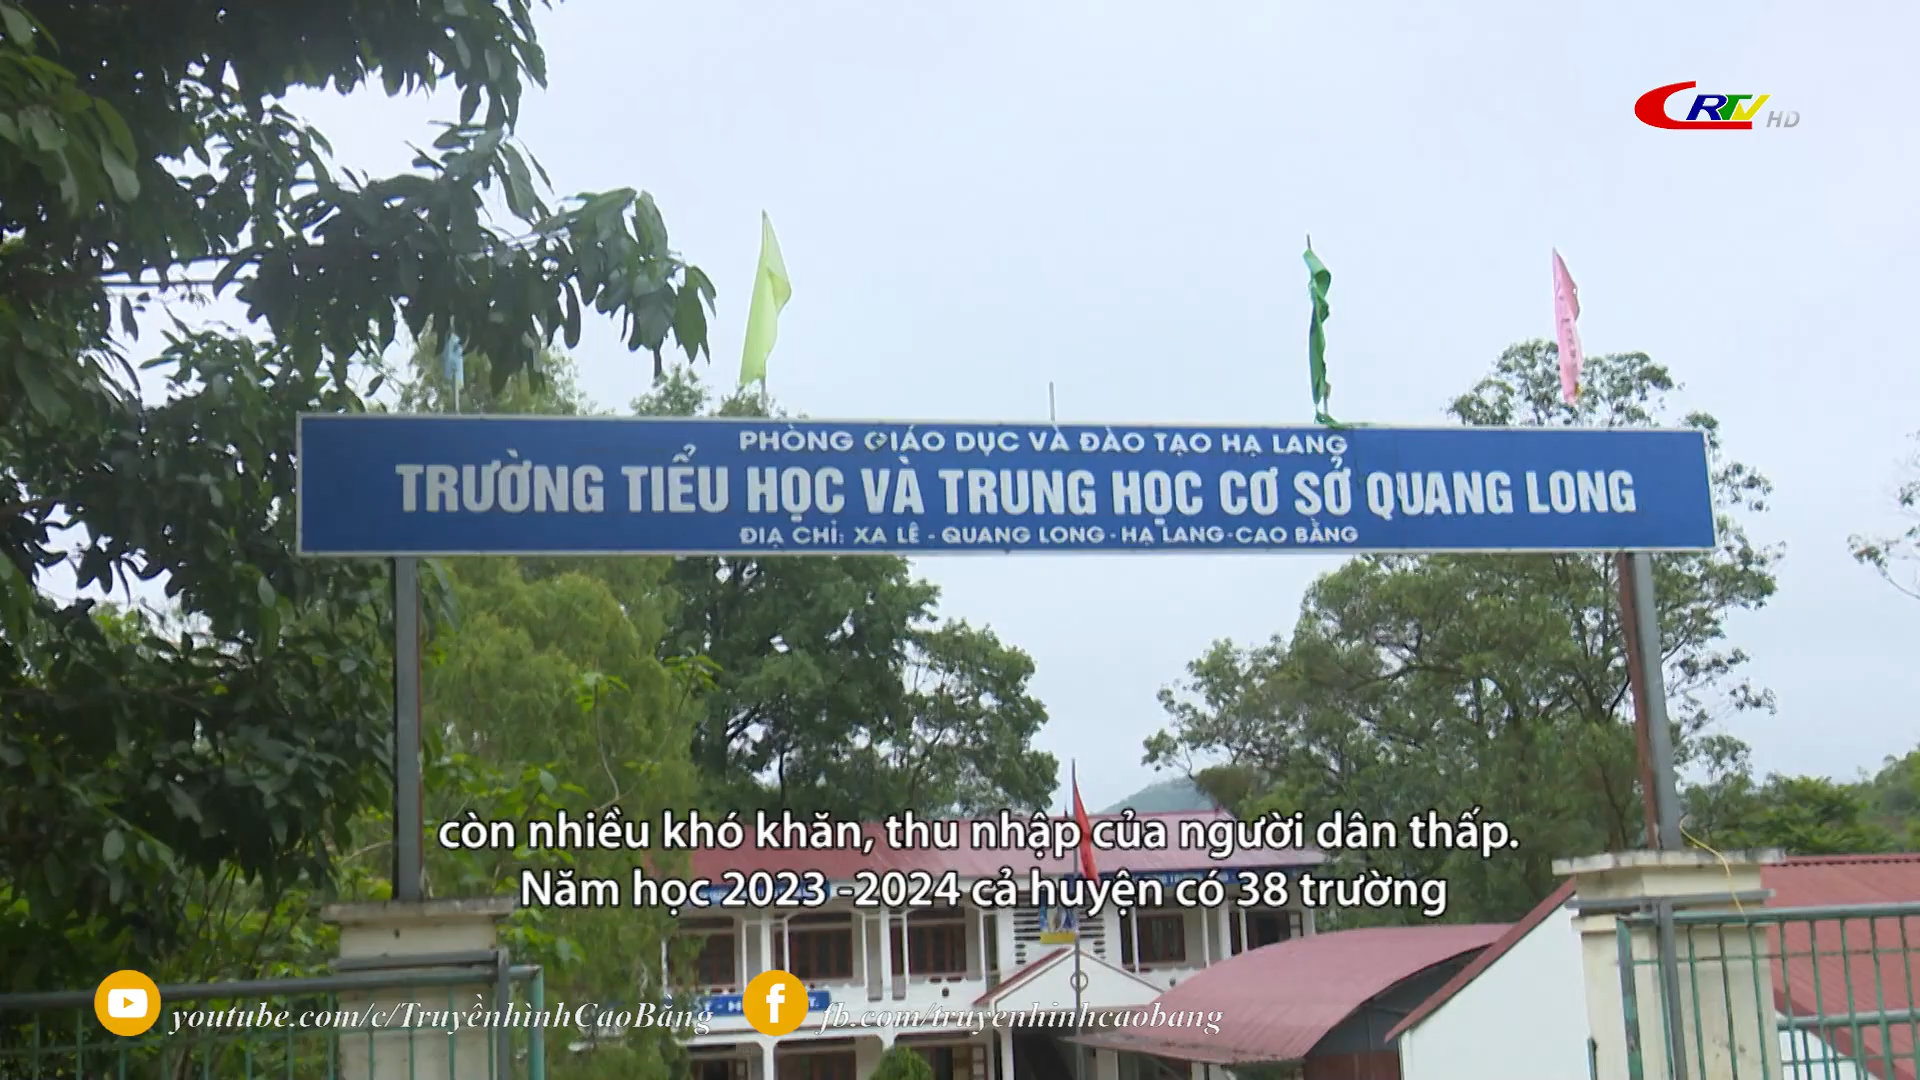 CRTV HD
PHÒNG GIÁO DỤC VÀ ĐÀO TẠO HẠ LANG
TRƯỜNG TIỂU HỌC VÀ TRUNG HỌC CƠ SỞ QUANG LONG
ĐỊA CHỈ: XA LÊ - QUANG LONG - HẠ LANG - CAO BẰNG
còn nhiều khó khăn, thu nhập của người dân thấp.
Năm học 2023 -2024 cả huyện có 38 trường
youtube.com/c/TruyềnhìnhCaoBằng
fb.com/truyenhinhcaobang